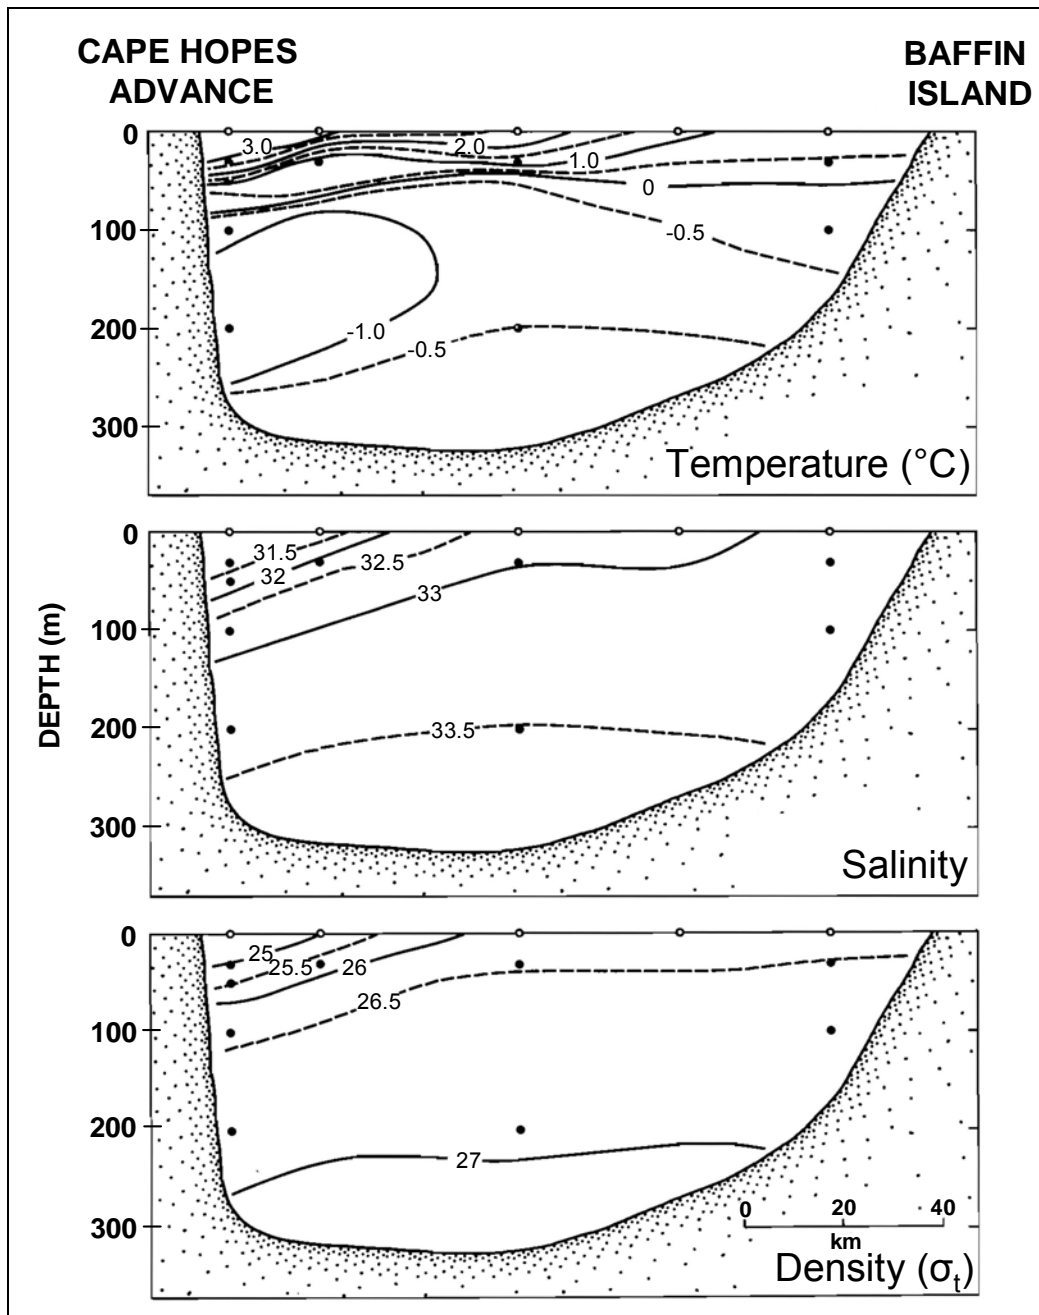 CAPE HOPES
ADVANCE
BAFFIN
ISLAND
0
100
200
300
3.0
2.0
1.0
0
-0.5
-1.0
-0.5
Temperature (°C)
DEPTH (m)
0
100
200
300
31.5
32
32.5
33
33.5
Salinity
0
100
200
300
25
25.5
26
26.5
27
0 20 40
km
Density (σt)